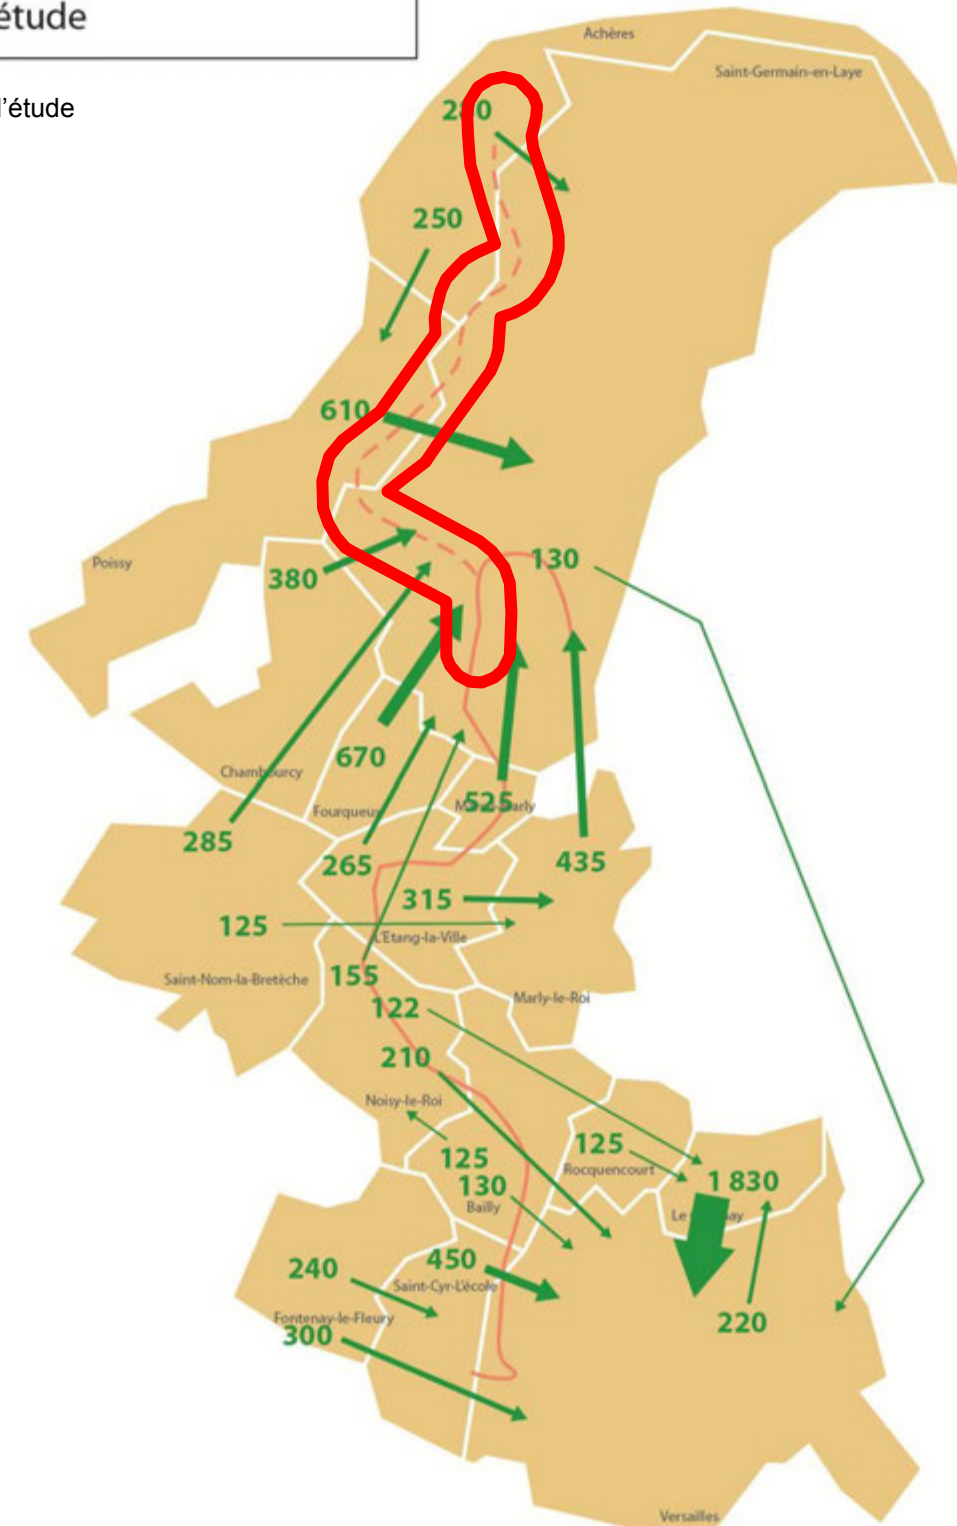 étude
l'étude
Achères
Saint-Germain-en-Laye
280
250
610
Poissy
380
130
670
Chambourcy
Fourqueux
525
285
265
435
315
125
L'Etang-la-Ville
155
Saint-Nom-la-Bretèche
Marly-le-Roi
122
210
Noisy-le-Roi
125
125
Rocquencourt
130
1 830
Bailly
450
240
Saint-Cyr-L'école
Fontenay-le-Fleury
300
220
Versailles